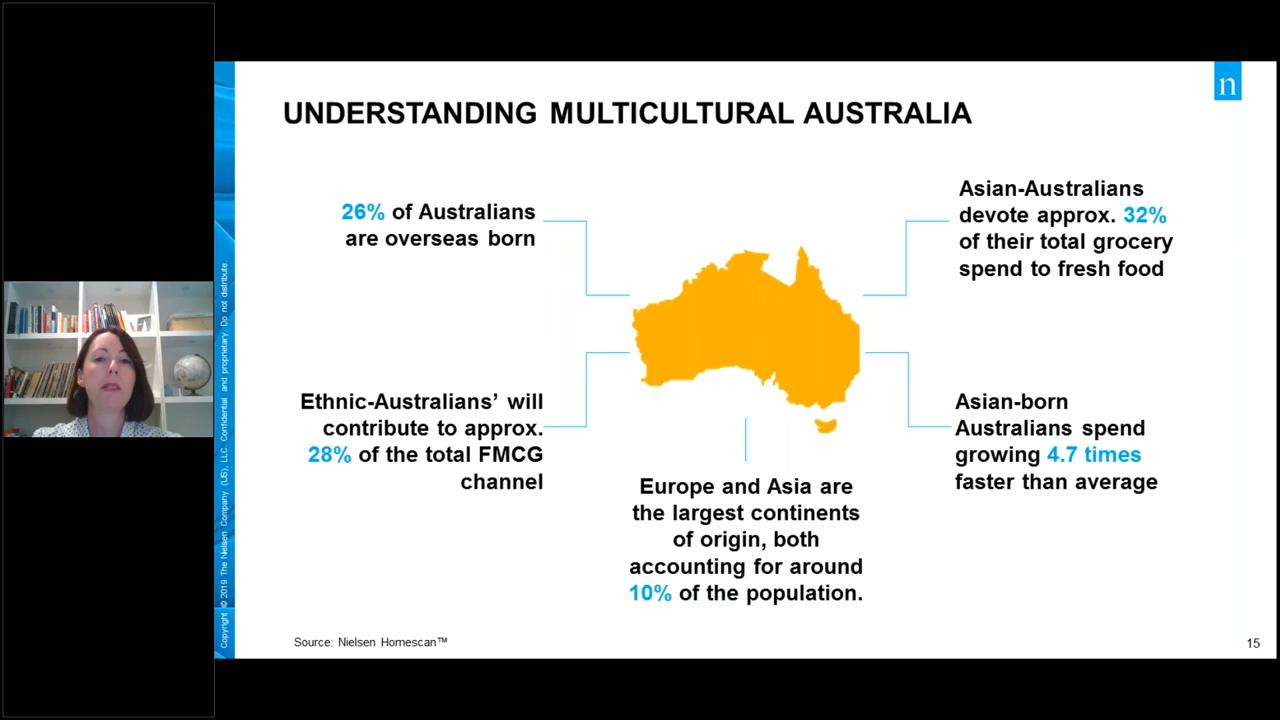 n
UNDERSTANDING MULTICULTURAL AUSTRALIA
26% of Australians
are overseas born
Asian-Australians
devote approx. 32%
of their total grocery
spend to fresh food
Ethnic-Australians’ will
contribute to approx.
28% of the total FMCG
channel
Europe and Asia are
the largest continents
of origin, both
accounting for around
10% of the population.
Asian-born
Australians spend
growing 4.7 times
faster than average
Source: Nielsen Homescan™
15
Copyright © 2019 The Nielsen Company (US), LLC. Confidential and proprietary. Do not distribute.